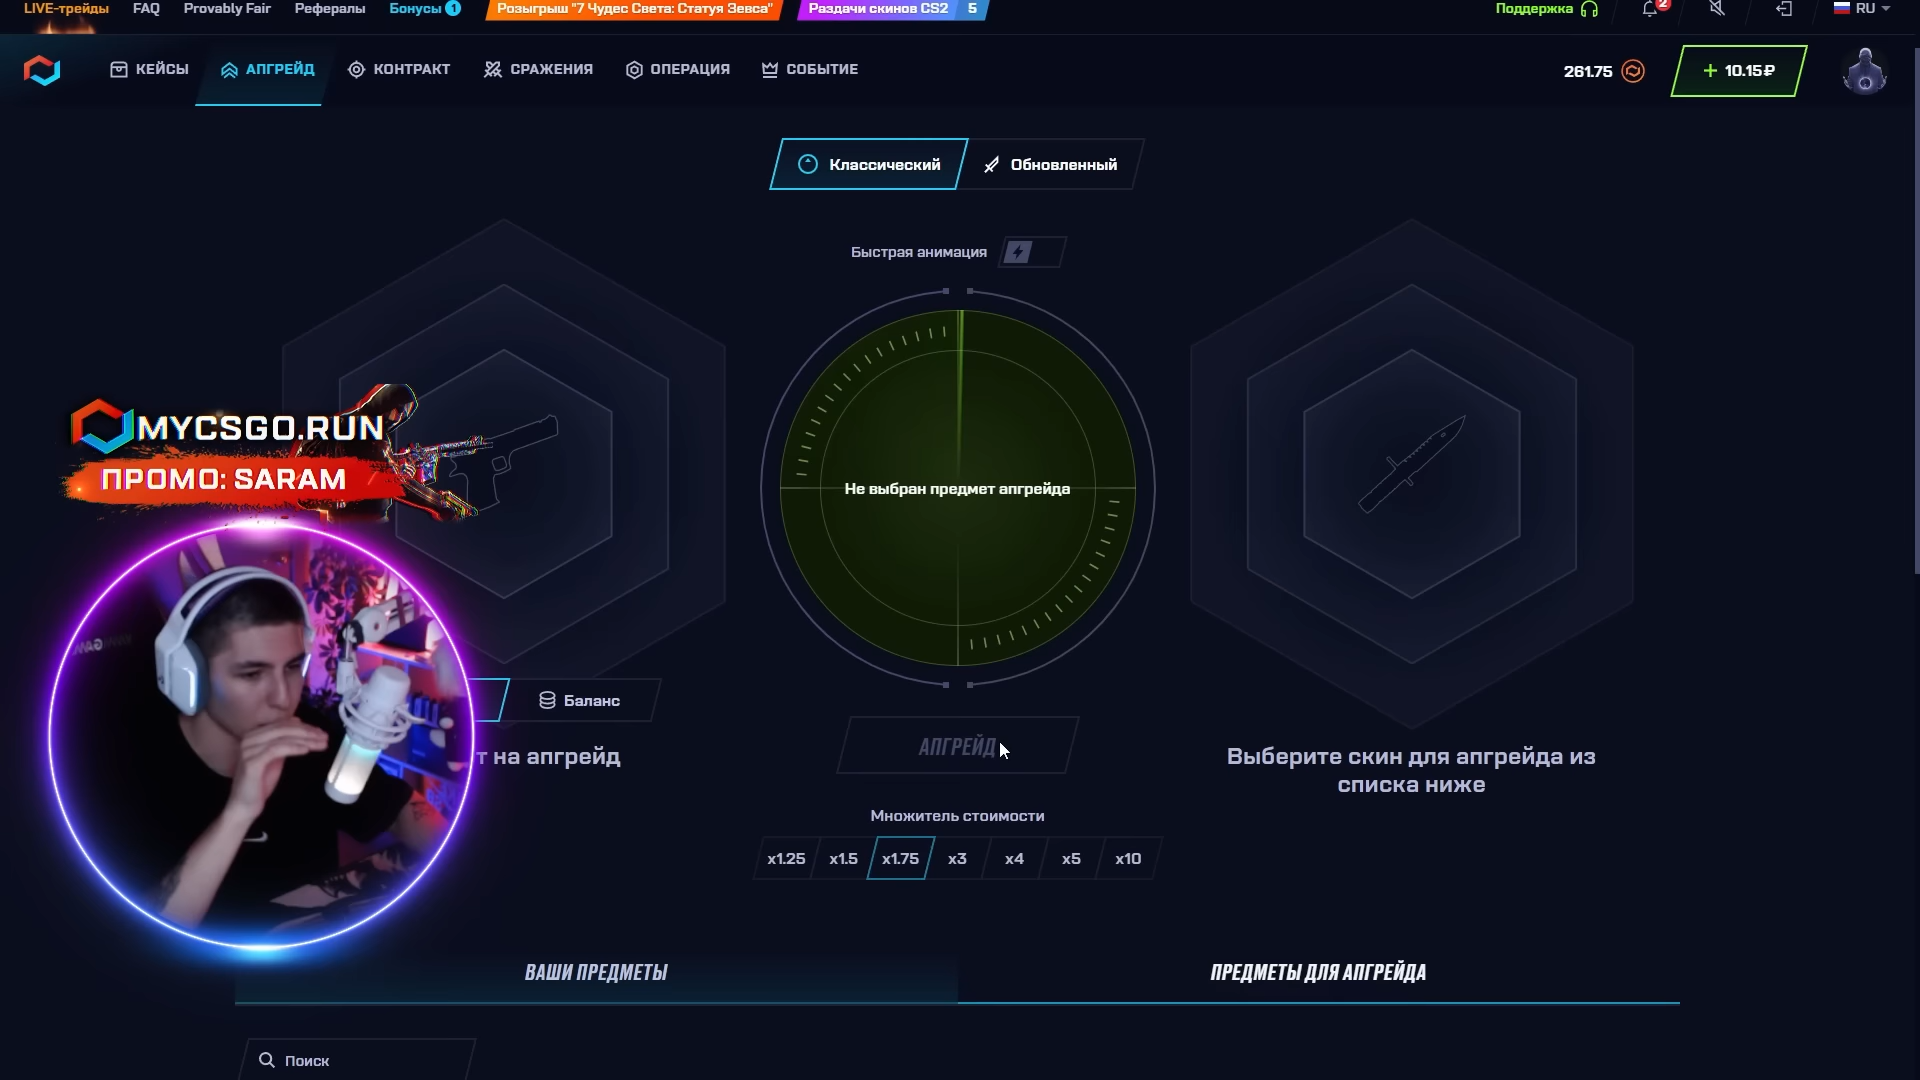 LIVE-трейды FAQ Provably Fair Рефералы Бонусы 1 Розыгрыш "7 Чудес Света: Статуя Зевса" Раздачи скинов CS2 5 Поддержка 2 RU
КЕЙСЫ АПГРЕЙД КОНТРАКТ СРАЖЕНИЯ ОПЕРАЦИЯ СОБЫТИЕ 261.75 + 10.15₽
Классический Обновленный
Быстрая анимация
MYCSGO.RUN
ПРОМО: SARAM
Не выбран предмет апгрейда
Баланс
т на апгрейд
АПГРЕЙД
Выберите скин для апгрейда из
списка ниже
Множитель стоимости
x1.25 x1.5 x1.75 x3 x4 x5 x10
ВАШИ ПРЕДМЕТЫ ПРЕДМЕТЫ ДЛЯ АПГРЕЙДА
Поиск